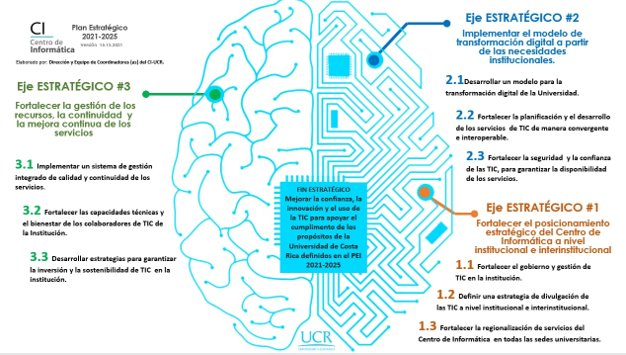 CI
Centro de
Informática
Plan Estratégico
2021-2025
Versión 14.12.2021
Elaborado por: Dirección y Equipo de Coordinadores (as) del CI-UCR.
Eje ESTRATÉGICO #3
Fortalecer la gestión de los
recursos, la continuidad y
la mejora continua de los
servicios
3.1 Implementar un sistema de gestión
integrado de calidad y continuidad de los
servicios.
3.2 Fortalecer las capacidades técnicas y
el bienestar de los colaboradores de TIC de
la Institución.
3.3 Desarrollar estrategias para garantizar
la inversión y la sostenibilidad de TIC en la
institución.
FIN ESTRATÉGICO
Mejorar la confianza, la
innovación y el uso de
la TIC para apoyar el
cumplimiento de los
propósitos de la
Universidad de Costa
Rica definidos en el PEI
2021-2025
UCR
Eje ESTRATÉGICO #2
Implementar el modelo de
transformación digital a partir
de las necesidades
institucionales.
2.1 Desarrollar un modelo para la
transformación digital de la Universidad.
2.2 Fortalecer la planificación y el desarrollo
de los servicios de TIC de manera convergente
e interoperable.
2.3 Fortalecer la seguridad y la confianza
de las TIC, para garantizar la disponibilidad
de los servicios.
Eje ESTRATÉGICO #1
Fortalecer el posicionamiento
estratégico del Centro de
Informática a nivel
institucional e interinstitucional
1.1 Fortalecer el gobierno y gestión de
TIC en la institución.
1.2 Definir una estrategia de divulgación de
las TIC a nivel institucional e interinstitucional.
1.3 Fortalecer la regionalización de servicios del
Centro de Informática en todas las sedes universitarias.